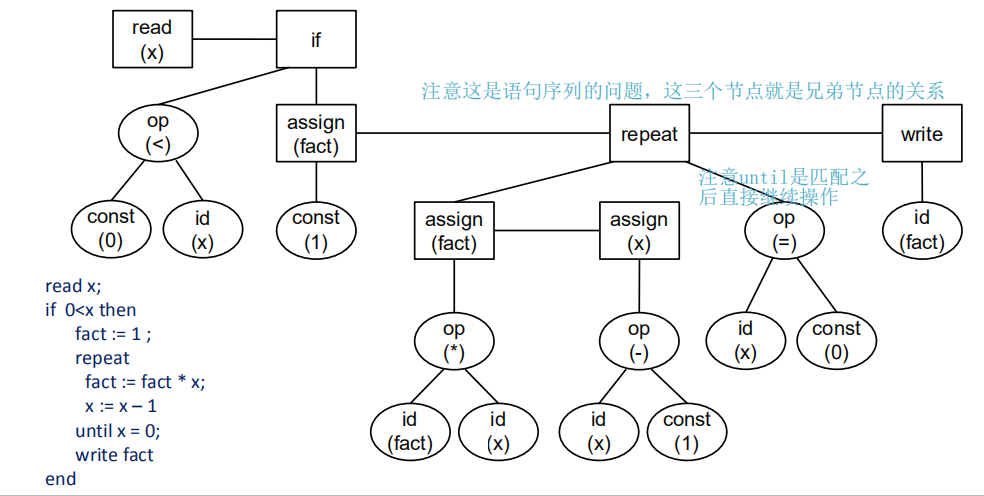 read
(x)
if
注意这是语句序列的问题，这三个节点就是兄弟节点的关系
op
(<)
assign
(fact)
repeat
write
注意until是匹配之
后直接继续操作
const
(0)
id
(x)
const
(1)
assign
(fact)
assign
(x)
op
(=)
id
(fact)
op
(*)
op
(-)
id
(x)
const
(0)
id
(fact)
id
(x)
id
(x)
const
(1)
read x;
if 0<x then
fact := 1 ;
repeat
fact := fact * x;
x := x – 1
until x = 0;
write fact
end